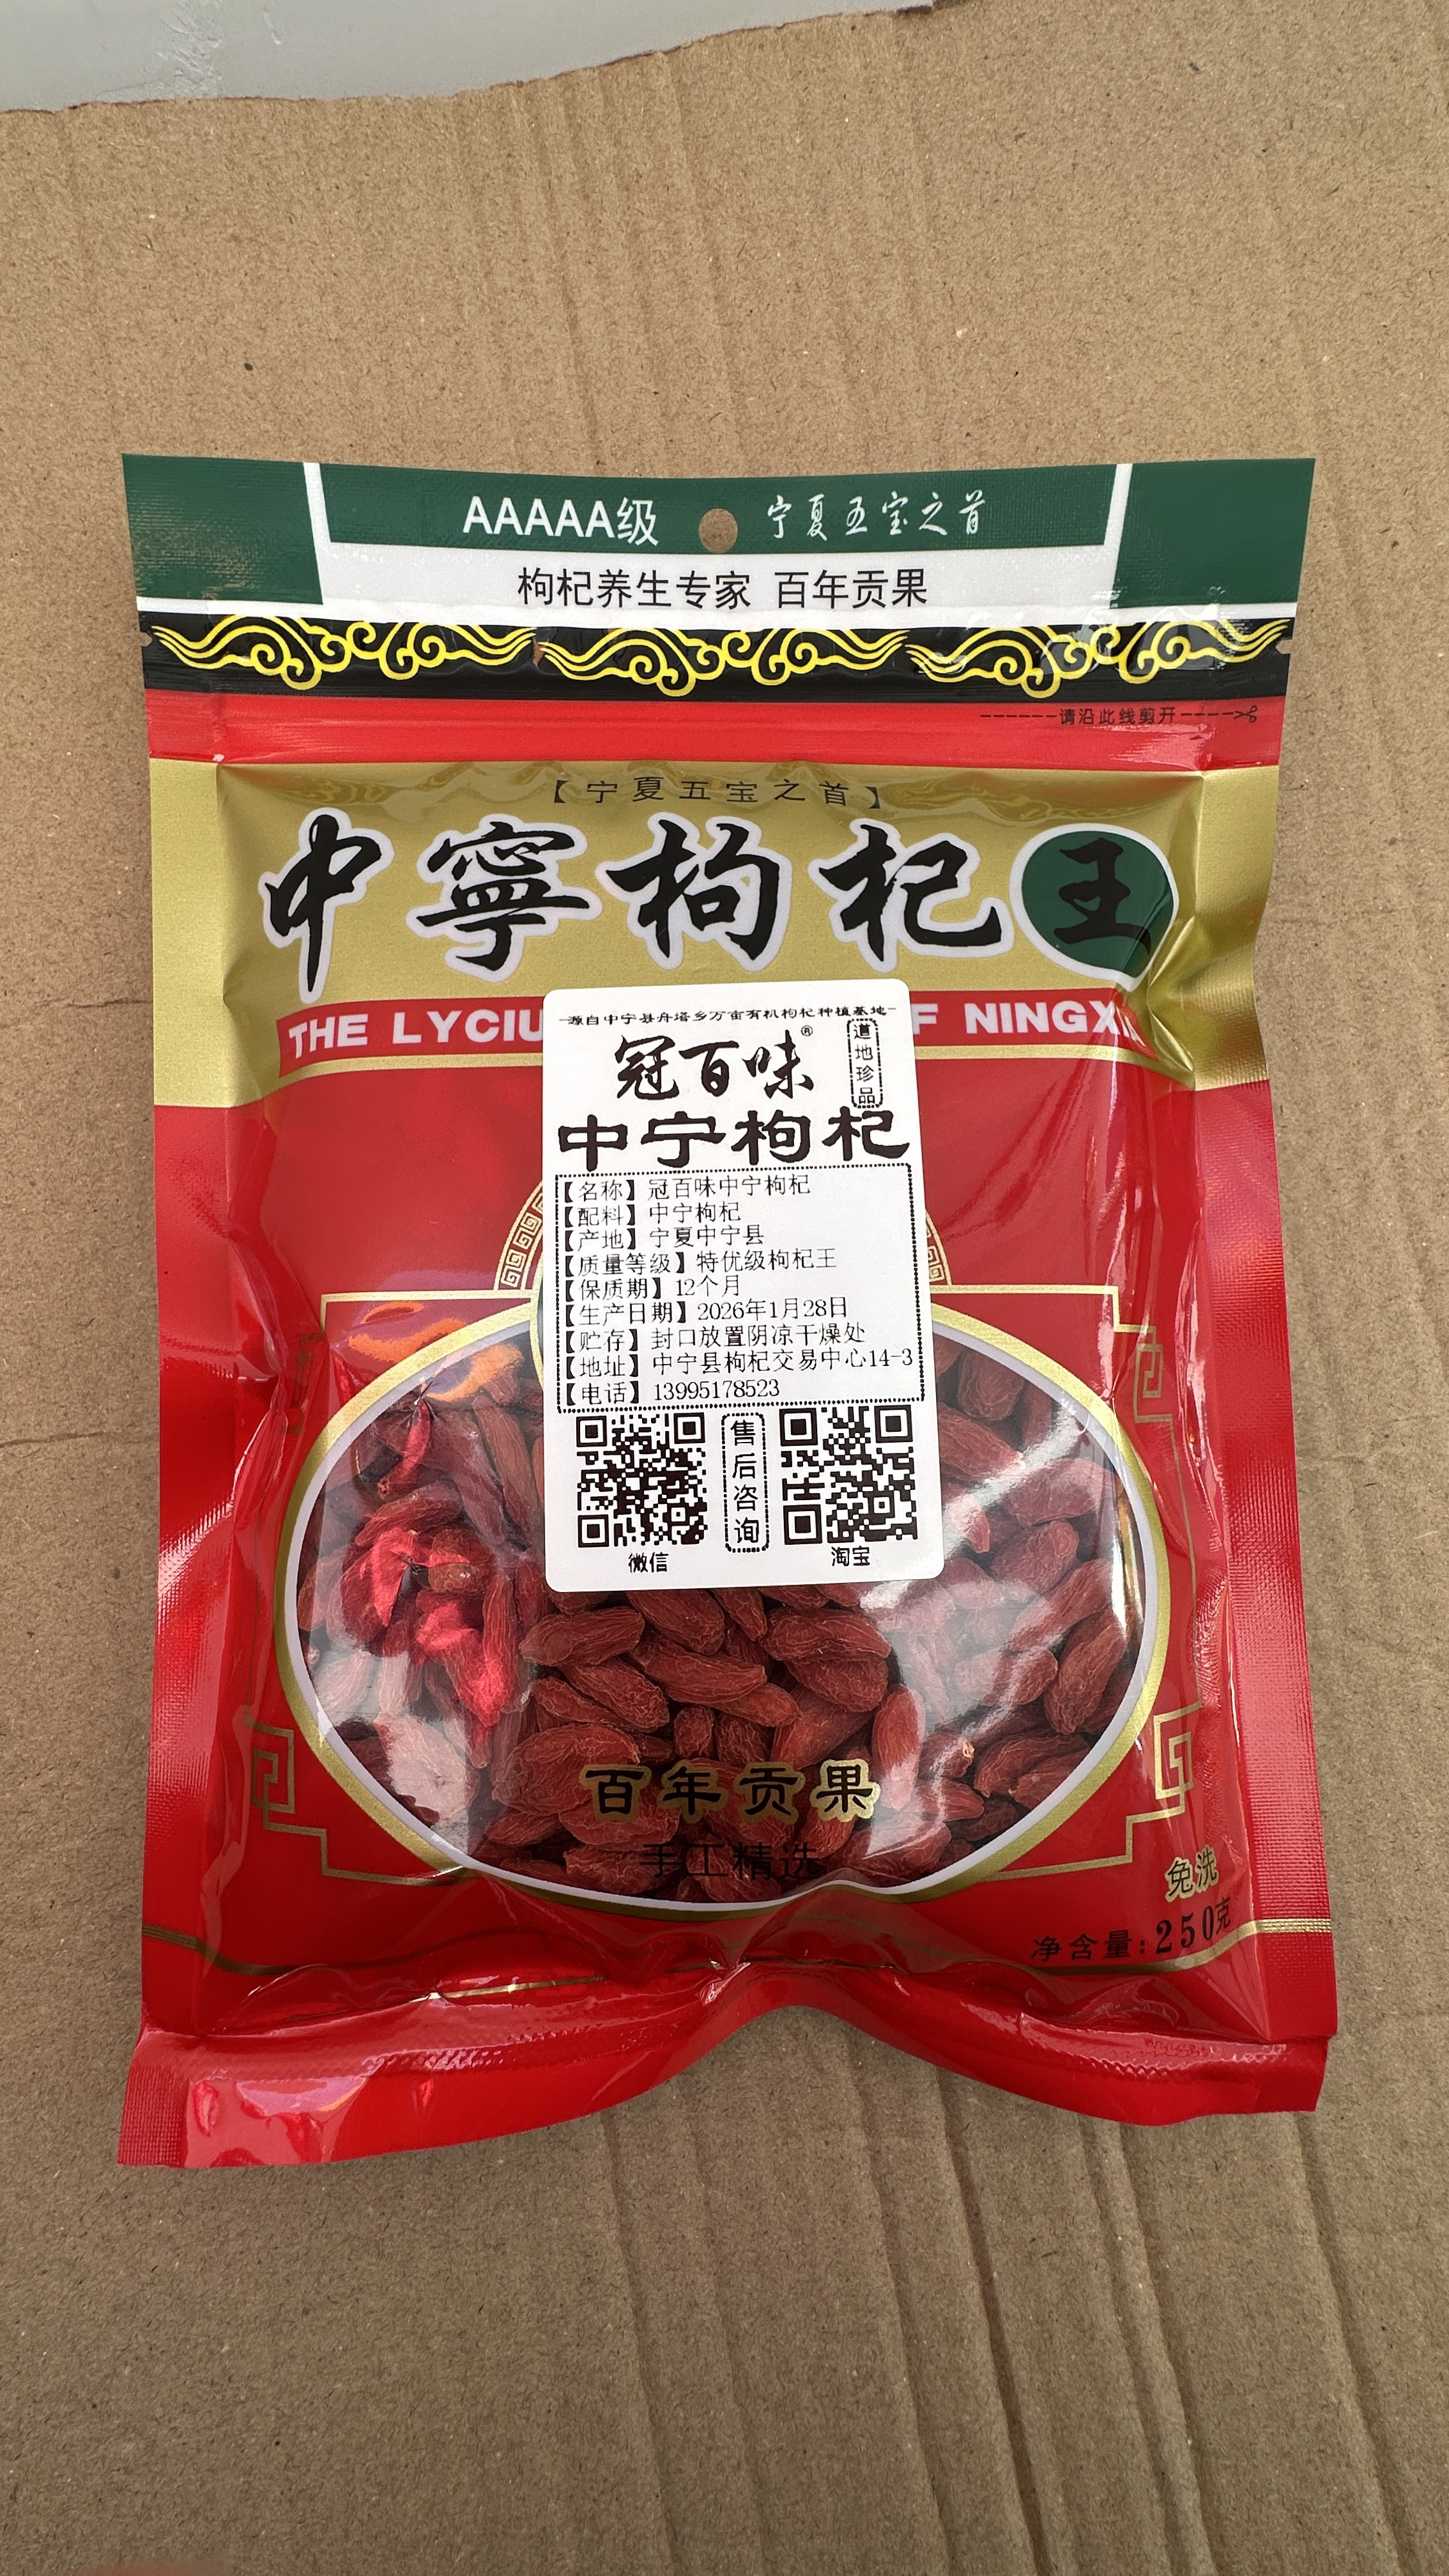 AAAAA级 宁夏五宝之首
枸杞养生专家 百年贡果
------请沿此线剪开----
【宁夏五宝之首】
中寧枸杞王
THE LYCIU F NINGXIA
-源自中宁县舟塔乡万亩有机枸杞种植基地-
冠百味® 道地珍品
中宁枸杞
【名称】冠百味中宁枸杞
【配料】中宁枸杞
【产地】宁夏中宁县
【质量等级】特优级枸杞王
【保质期】12个月
【生产日期】2026年1月28日
【贮存】封口放置阴凉干燥处
【地址】中宁县枸杞交易中心14-3
【电话】13995178523
售后咨询
微信 淘宝
百年贡果
手工精选
免洗
净含量:250克